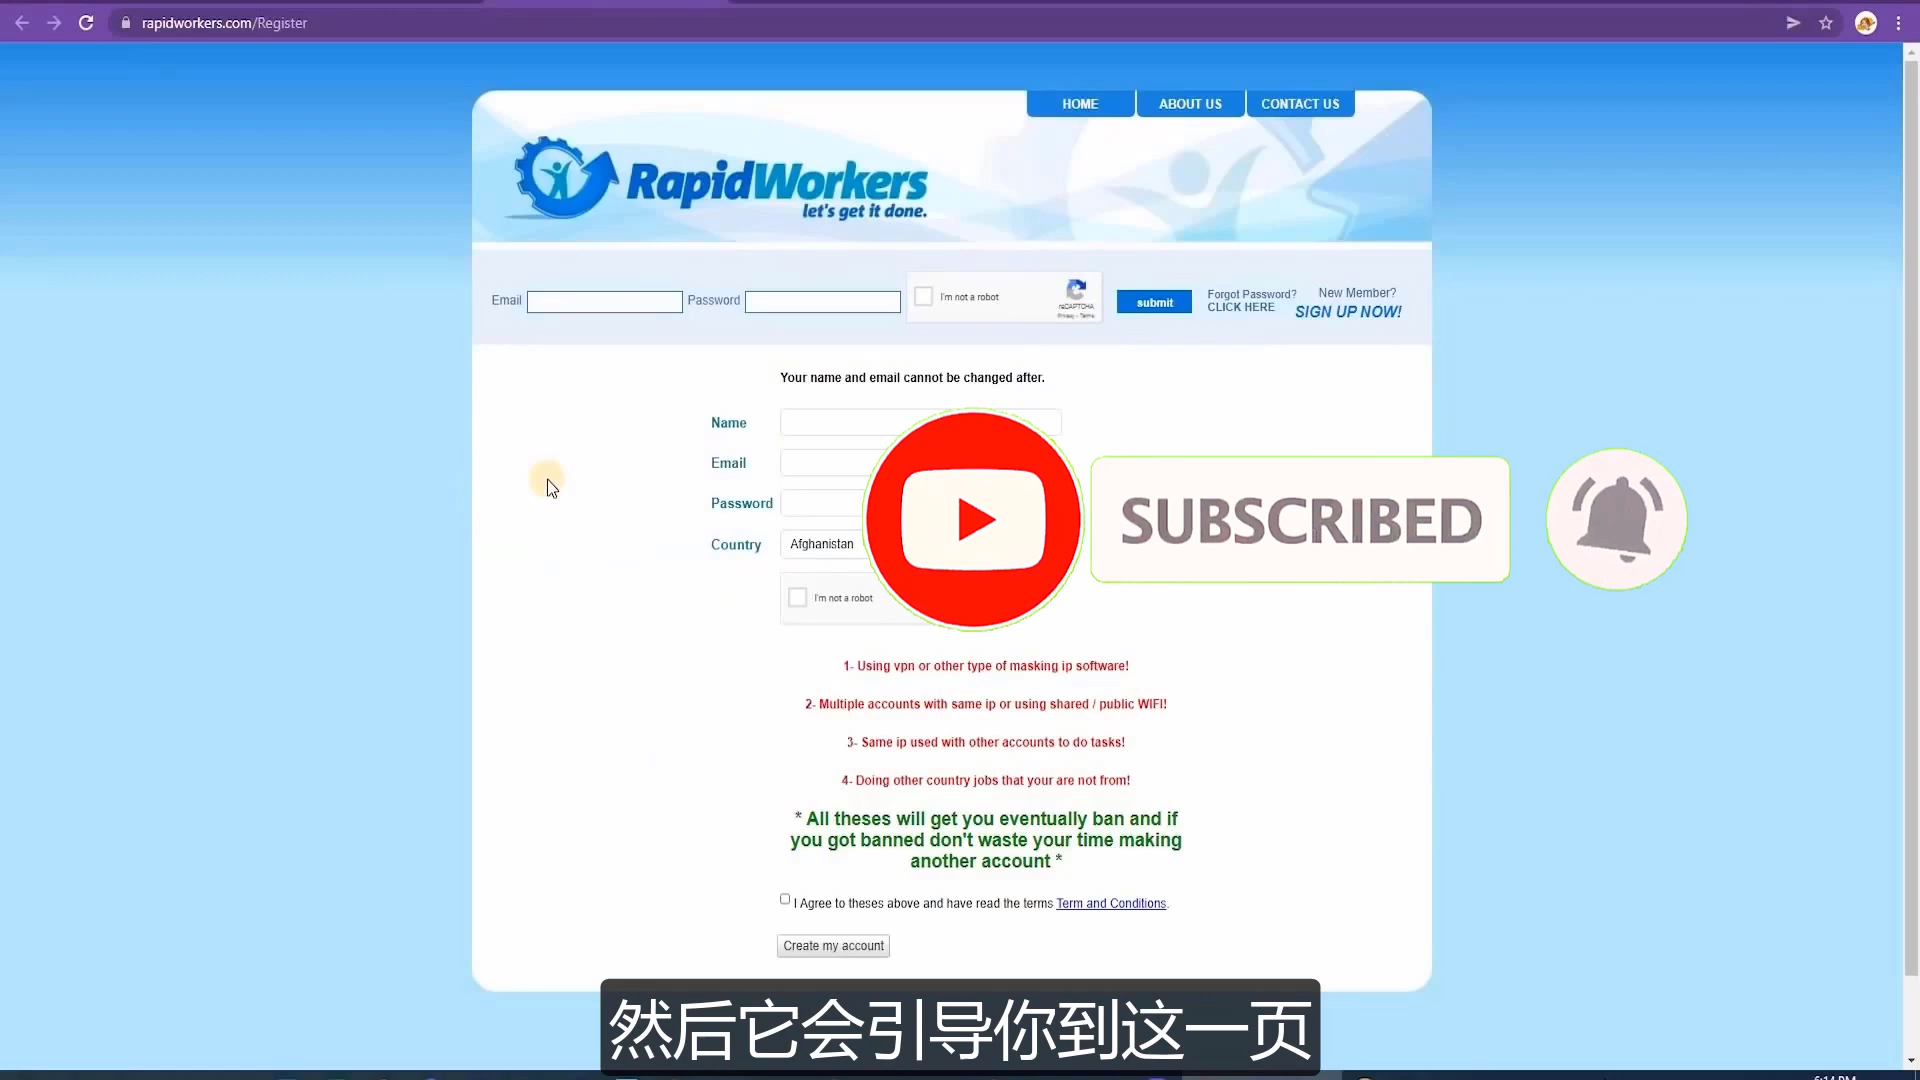 rapidworkers.com/Register
HOME
ABOUT US
CONTACT US
RapidWorkers
let's get it done.
Email
Password
I'm not a robot
reCAPTCHA
Privacy - Terms
submit
Forgot Password?
CLICK HERE
New Member?
SIGN UP NOW!
Your name and email cannot be changed after.
Name
Email
Password
Country
Afghanistan
I'm not a robot
SUBSCRIBED
1- Using vpn or other type of masking ip software!
2- Multiple accounts with same ip or using shared / public WIFI!
3- Same ip used with other accounts to do tasks!
4- Doing other country jobs that your are not from!
* All theses will get you eventually ban and if
you got banned don't waste your time making
another account *
I Agree to theses above and have read the terms Term and Conditions.
Create my account
然后它会引导你到这一页